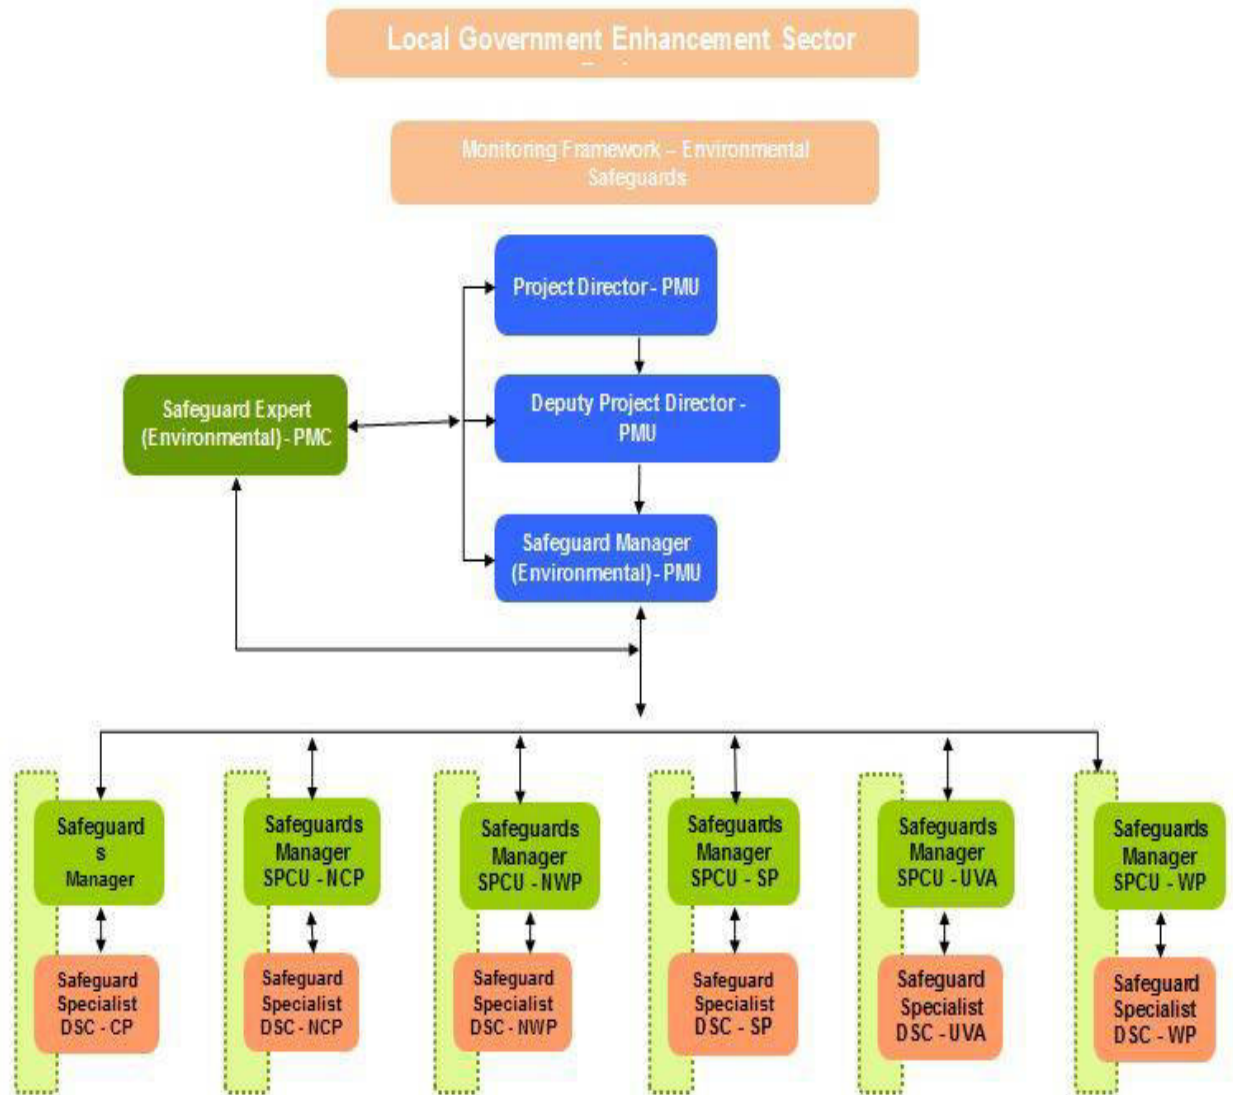 Local Government Enhancement Sector
Monitoring Framework – Environmental
Safeguards
Project Director - PMU
Safeguard Expert
(Environmental) - PMC
Deputy Project Director -
PMU
Safeguard Manager
(Environmental) - PMU
Safeguard
s
Manager
Safeguards
Manager
SPCU - NCP
Safeguards
Manager
SPCU - NWP
Safeguards
Manager
SPCU - SP
Safeguards
Manager
SPCU - UVA
Safeguards
Manager
SPCU - WP
Safeguard
Specialist
DSC - CP
Safeguard
Specialist
DSC - NCP
Safeguard
Specialist
DSC - NWP
Safeguard
Specialist
DSC - SP
Safeguard
Specialist
DSC - UVA
Safeguard
Specialist
DSC - WP